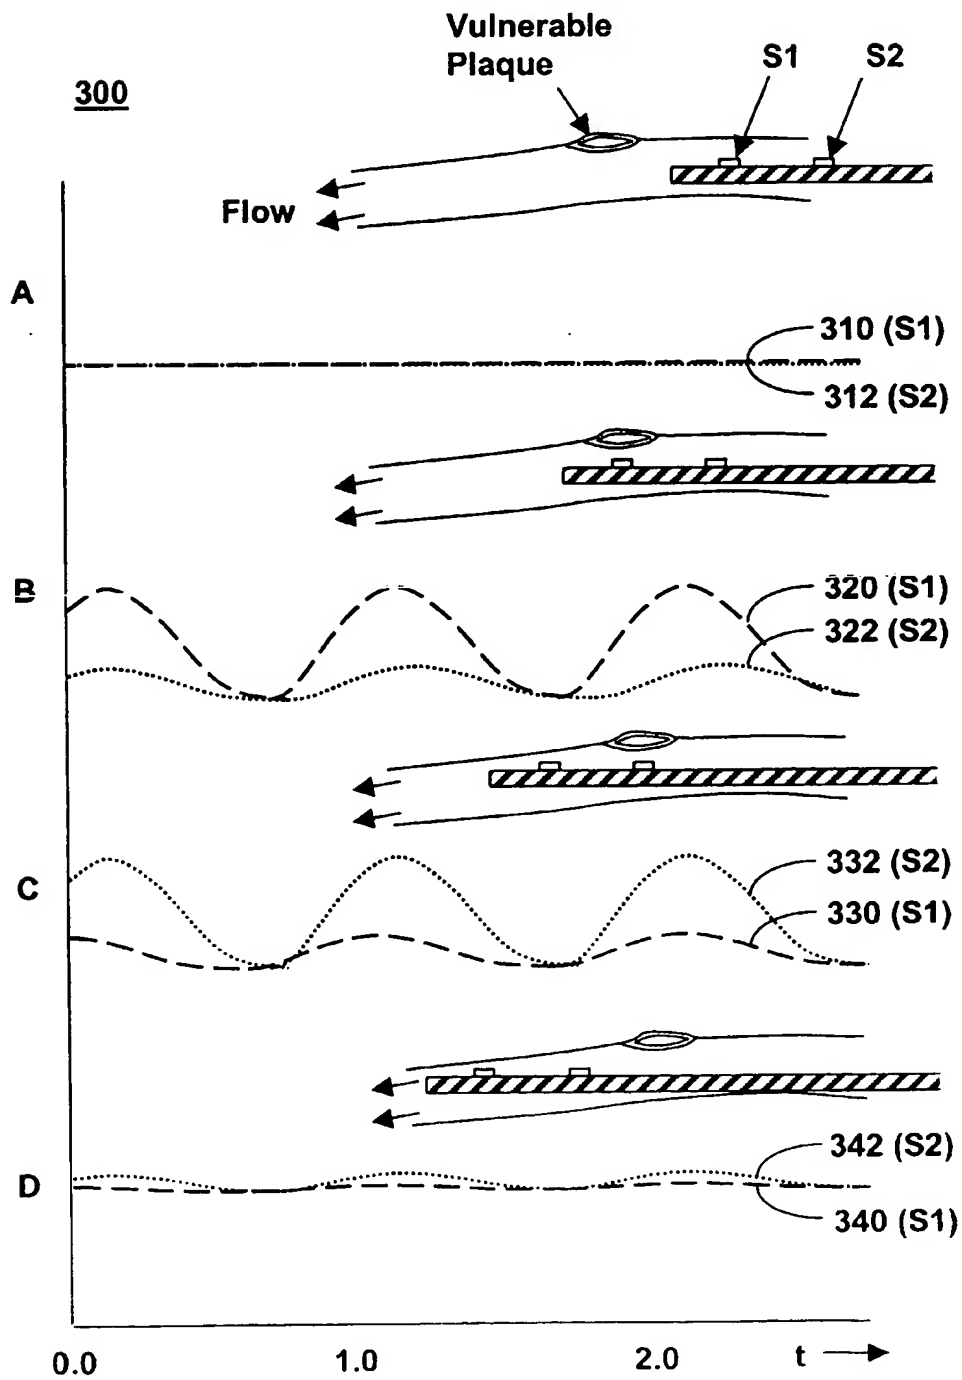 Vulnerable
Plaque
S1
S2
300
Flow
A
310 (S1)
312 (S2)
B
320 (S1)
322 (S2)
C
332 (S2)
330 (S1)
D
342 (S2)
340 (S1)
0.0
1.0
2.0
t